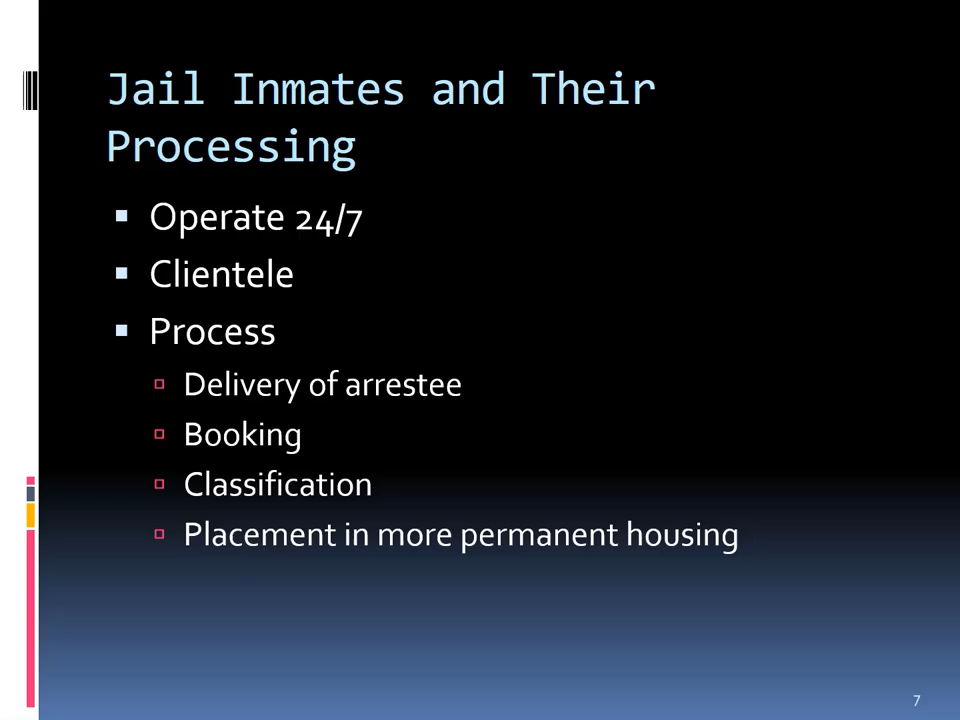 Jail Inmates and Their
Processing
Operate 24/7
Clientele
Process
Delivery of arrestee
Booking
Classification
Placement in more permanent housing
7